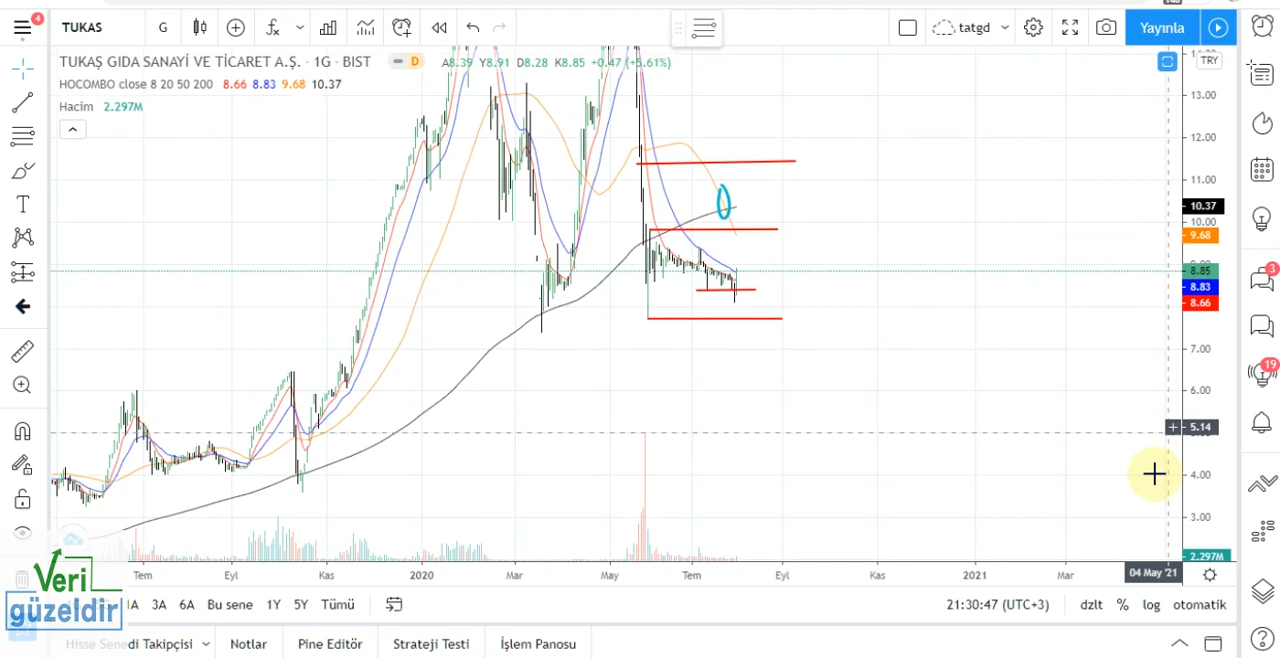 4
TUKAS
G
tatgd
Yayınla
TUKAŞ GIDA SANAYİ VE TİCARET A.Ş. · 1G · BIST
D
A8.39 Y8.91 D8.28 K8.85 +0.47 (+5.61%)
TRY
HOCOMBO close 8 20 50 200 8.66 8.83 9.68 10.37
Hacim 2.297M
13.00
12.00
11.00
10.37
10.00
9.68
8.85
8.83
8.66
7.00
6.00
5.14
4.00
3.00
2.297M
3
19
Tem
Eyl
Kas
2020
Mar
May
Tem
Eyl
Kas
2021
Mar
04 May '21
Veri
güzeldir
3A 6A Bu sene 1Y 5Y Tümü
21:30:47 (UTC+3)
dzlt % log otomatik
Hisse Senedi Takipçisi
Notlar
Pine Editör
Strateji Testi
İşlem Panosu